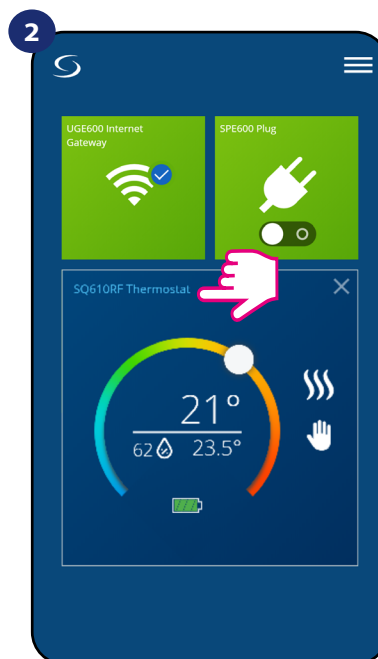 2
UGE600 Internet
Gateway
SPE600 Plug
SQ610RF Thermostat
21°
62 23.5°